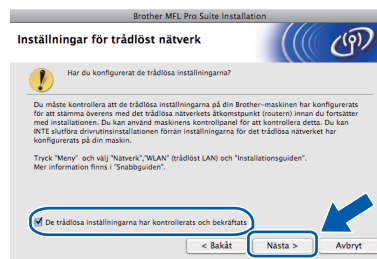 Brother MFL Pro Suite Installation
Inställningar för trådlöst nätverk
Har du konfigurerat de trådlösa inställningarna?
Du måste kontrollera att de trådlösa inställningarna på din Brother-maskinen har konfigurerats
för att stämma överens med det trådlösa nätverkets åtkomstpunkt (routern) innan du fortsätter
med installationen. Du kan använd maskinens kontrollpanel för att kontrollera detta. Du kan
INTE slutföra drivrutinsinstallationen förrän inställningarna för det trådlösa nätverket har
konfigurerats på din maskin.
Tryck "Meny" och välj "Nätverk","WLAN" (trådlöst LAN) och "Installationsguiden".
Mer information finns i "Snabbguiden".
De trådlösa inställningarna har kontrollerats och bekräftats
< Bakåt Nästa > Avbryt